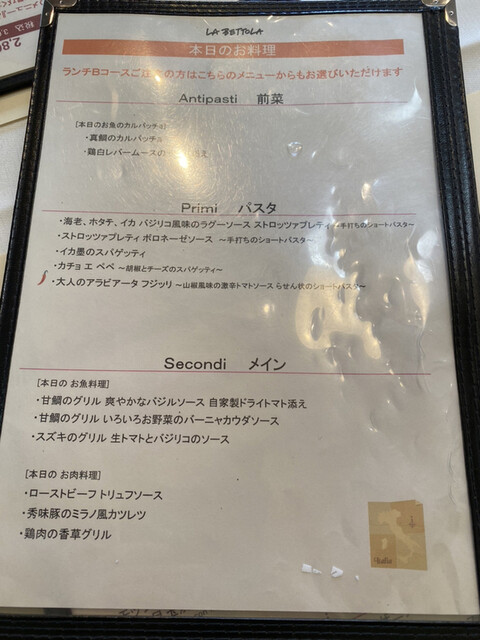 LA BETTOLA
本日のお料理
ランチBコースご注文の方はこちらのメニューからもお選びいただけます
Antipasti 前菜
[本日のお魚のカルパッチョ]
・真鯛のカルパッチョ
・鶏白レバームースの え
Primi パスタ
・海老、ホタテ、イカ バジリコ風味のラグーソース ストロッツァプレティ ~手打ちのショートパスタ~
・ストロッツァプレティ ボロネーゼソース ~手打ちのショートパスタ~
・イカ墨のスパゲッティ
・カチョ エ ペペ ~胡椒とチーズのスパゲッティ~
・大人のアラビアータ フジッリ ~山椒風味の激辛トマトソース らせん状のショートパスタ~
Secondi メイン
[本日の お魚料理]
・甘鯛のグリル 爽やかなバジルソース 自家製ドライトマト添え
・甘鯛のグリル いろいろお野菜のバーニャカウダソース
・スズキのグリル 生トマトとバジリコのソース
[本日の お肉料理]
・ローストビーフ トリュフソース
・秀味豚のミラノ風カツレツ
・鶏肉の香草グリル